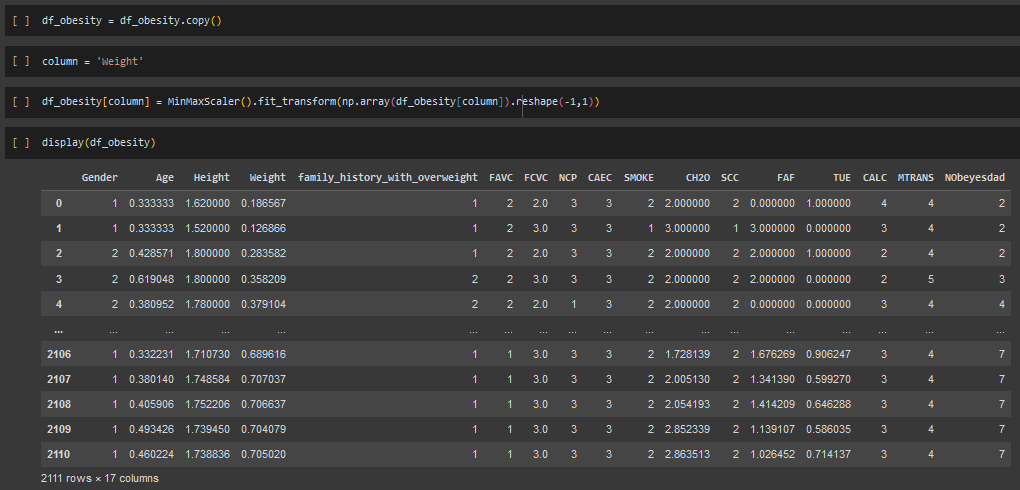 [ ] df_obesity = df_obesity.copy()
[ ] column = 'Weight'
[ ] df_obesity[column] = MinMaxScaler().fit_transform(np.array(df_obesity[column]).reshape(-1,1))
[ ] display(df_obesity)
Gender Age Height Weight family_history_with_overweight FAVC FCVC NCP CAEC SMOKE CH2O SCC FAF TUE CALC MTRANS NObeyesdad
0 1 0.333333 1.620000 0.186567 1 2 2.0 3 3 2 2.000000 2 0.000000 1.000000 4 4 2
1 1 0.333333 1.520000 0.126866 1 2 3.0 3 3 1 3.000000 1 3.000000 0.000000 3 4 2
2 2 0.428571 1.800000 0.283582 1 2 2.0 3 3 2 2.000000 2 2.000000 1.000000 2 4 2
3 2 0.619048 1.800000 0.358209 2 2 3.0 3 3 2 2.000000 2 2.000000 0.000000 2 5 3
4 2 0.380952 1.780000 0.379104 2 2 2.0 1 3 2 2.000000 2 0.000000 0.000000 3 4 4
... ... ... ... ... ... ... ... ... ... ... ... ... ... ... ... ... ...
2106 1 0.332231 1.710730 0.689616 1 1 3.0 3 3 2 1.728139 2 1.676269 0.906247 3 4 7
2107 1 0.380140 1.748584 0.707037 1 1 3.0 3 3 2 2.005130 2 1.341390 0.599270 3 4 7
2108 1 0.405906 1.752206 0.706637 1 1 3.0 3 3 2 2.054193 2 1.414209 0.646288 3 4 7
2109 1 0.493426 1.739450 0.704079 1 1 3.0 3 3 2 2.852339 2 1.139107 0.586035 3 4 7
2110 1 0.460224 1.738836 0.705020 1 1 3.0 3 3 2 2.863513 2 1.026452 0.714137 3 4 7
2111 rows × 17 columns